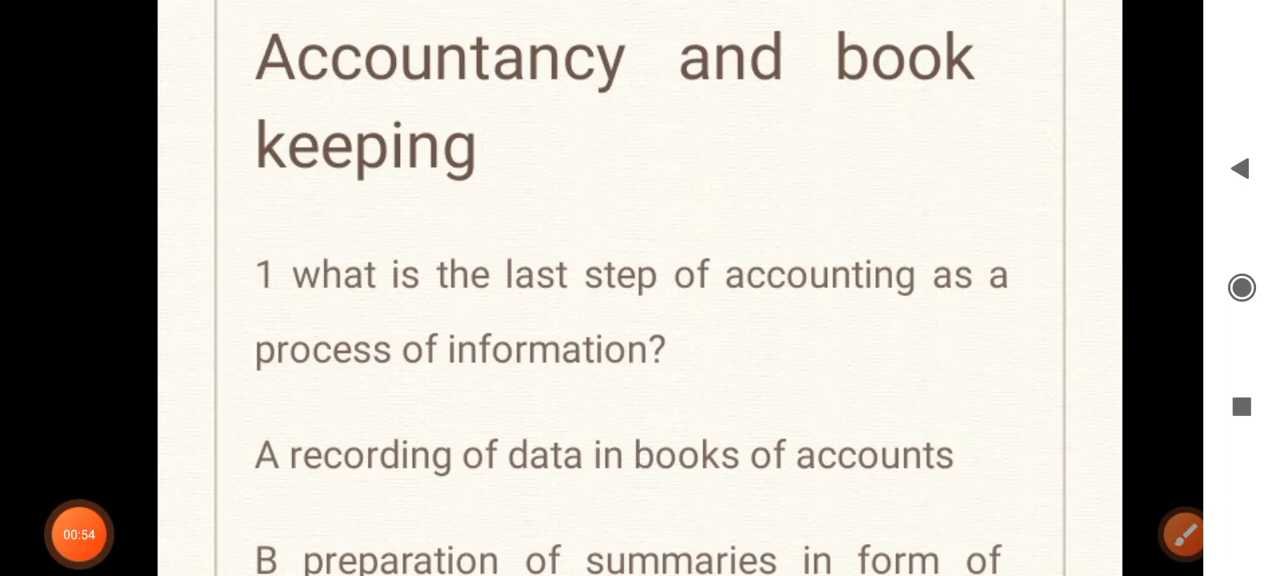 Accountancy and book
keeping
1 what is the last step of accounting as a
process of information?
A recording of data in books of accounts
B preparation of summaries in form of
00:54